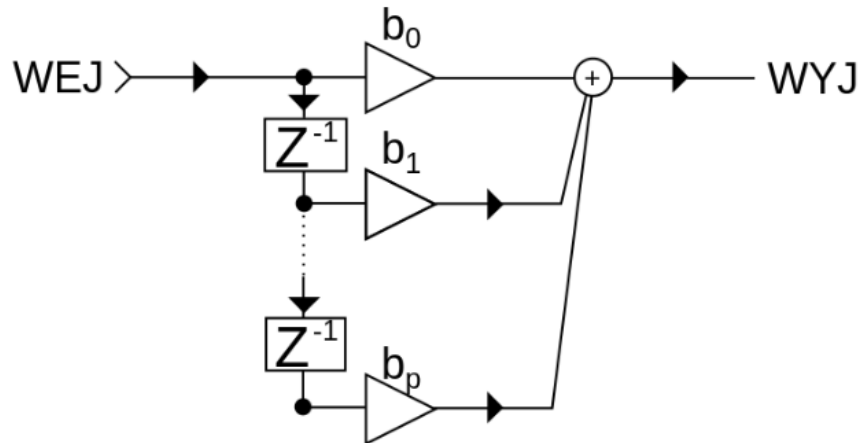 b₀
WEJ + WYJ
Z⁻¹
b₁
Z⁻¹
bₚ